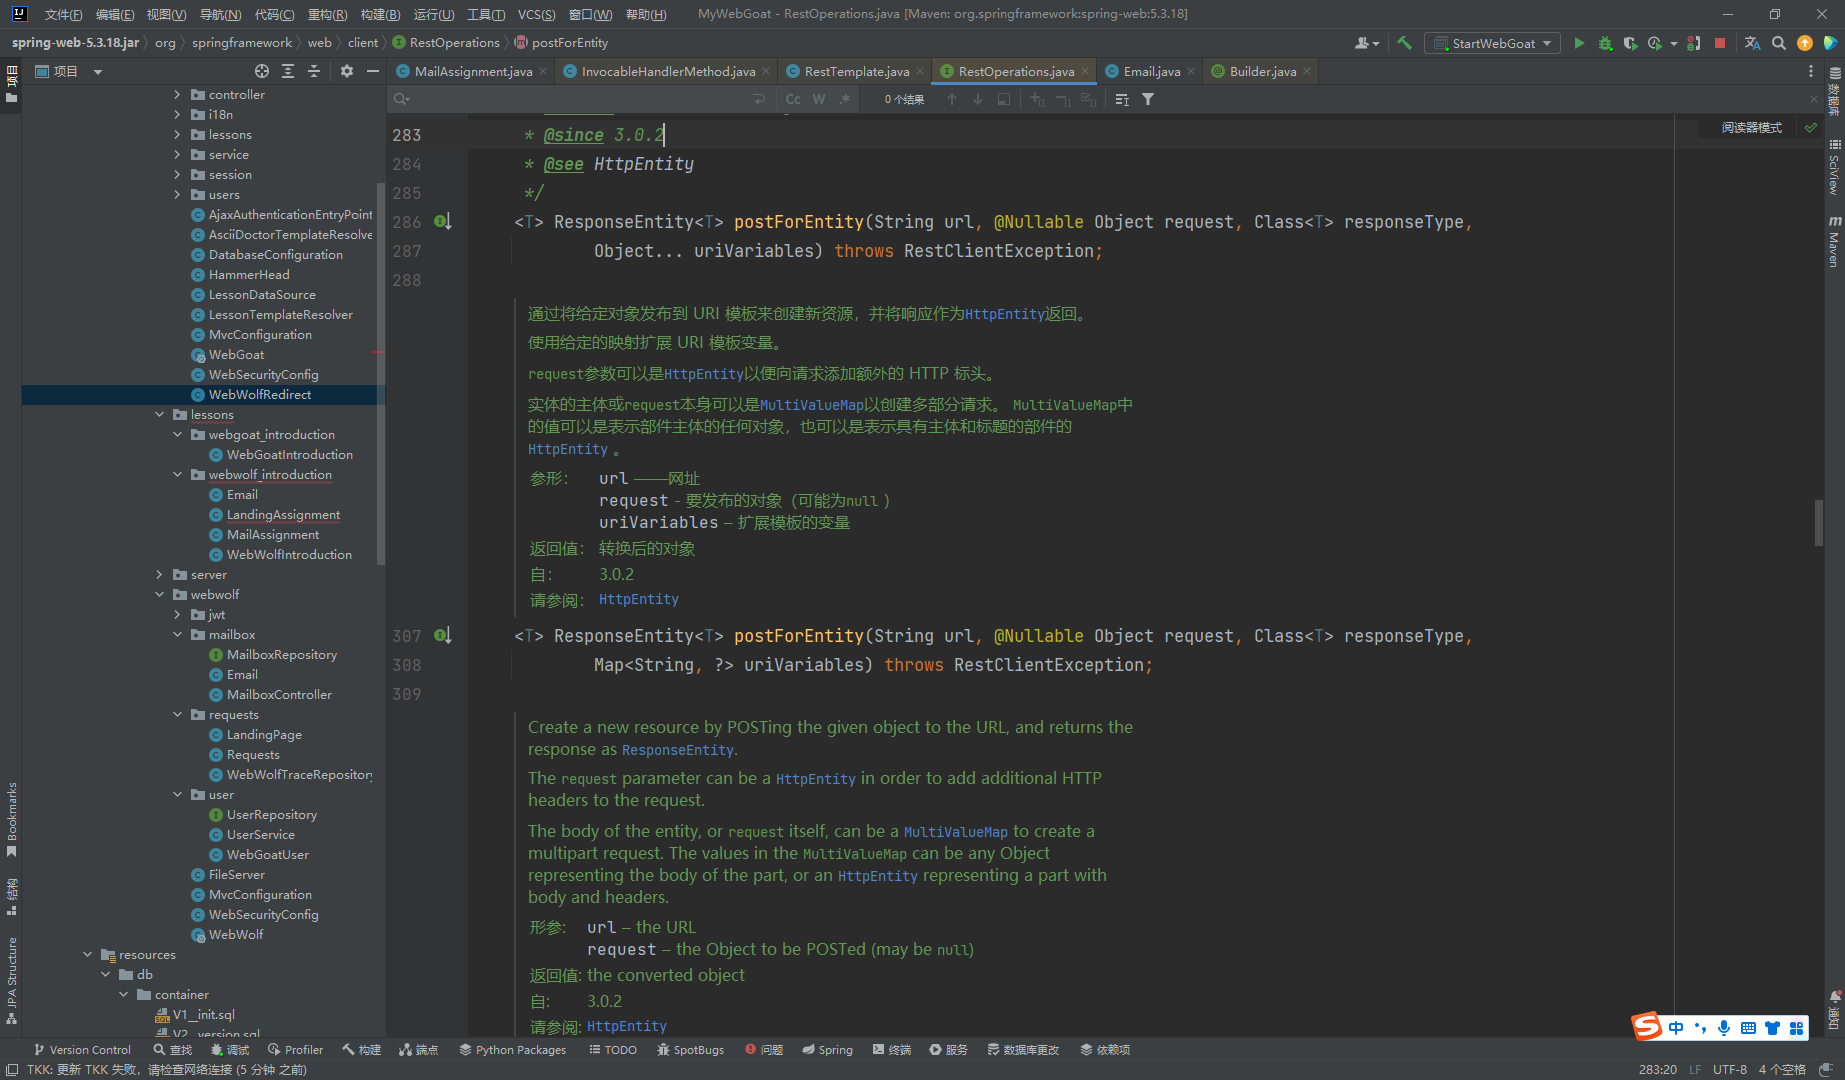 文件(F) 编辑(E) 视图(V) 导航(N) 代码(C) 重构(R) 构建(B) 运行(U) 工具(T) VCS(S) 窗口(W) 帮助(H) MyWebGoat - RestOperations.java [Maven: org.springframework:spring-web:5.3.18]
spring-web-5.3.18.jar org springframework web client RestOperations postForEntity StartWebGoat
项目
MailAssignment.java InvocableHandlerMethod.java RestTemplate.java RestOperations.java Email.java Builder.java
Cc W .* 0 个结果
项目
controller
i18n
lessons
service
session
users
AjaxAuthenticationEntryPoint
AsciiDoctorTemplateResolve
DatabaseConfiguration
HammerHead
LessonDataSource
LessonTemplateResolver
MvcConfiguration
WebGoat
WebSecurityConfig
WebWolfRedirect
lessons
webgoat_introduction
WebGoatIntroduction
webwolf_introduction
Email
LandingAssignment
MailAssignment
WebWolfIntroduction
server
webwolf
jwt
mailbox
MailboxRepository
Email
MailboxController
requests
LandingPage
Requests
WebWolfTraceRepository
user
UserRepository
UserService
WebGoatUser
FileServer
MvcConfiguration
WebSecurityConfig
WebWolf
resources
db
container
V1__init.sql
V2__version.sql
Bookmarks
结构
JPA Structure
阅读器模式
283 * @since 3.0.2
284 * @see HttpEntity
285 */
286 <T> ResponseEntity<T> postForEntity(String url, @Nullable Object request, Class<T> responseType,
287 Object... uriVariables) throws RestClientException;
288
通过将给定对象发布到 URI 模板来创建新资源，并将响应作为HttpEntity返回。
使用给定的映射扩展 URI 模板变量。
request参数可以是HttpEntity以便向请求添加额外的 HTTP 标头。
实体的主体或request本身可以是MultiValueMap以创建多部分请求。 MultiValueMap中
的值可以是表示部件主体的任何对象，也可以是表示具有主体和标题的部件的
HttpEntity 。
参形： url ——网址
request - 要发布的对象（可能为null ）
uriVariables – 扩展模板的变量
返回值： 转换后的对象
自： 3.0.2
请参阅： HttpEntity
307 <T> ResponseEntity<T> postForEntity(String url, @Nullable Object request, Class<T> responseType,
308 Map<String, ?> uriVariables) throws RestClientException;
309
Create a new resource by POSTing the given object to the URL, and returns the
response as ResponseEntity.
The request parameter can be a HttpEntity in order to add additional HTTP
headers to the request.
The body of the entity, or request itself, can be a MultiValueMap to create a
multipart request. The values in the MultiValueMap can be any Object
representing the body of the part, or an HttpEntity representing a part with
body and headers.
形参: url – the URL
request – the Object to be POSTed (may be null)
返回值: the converted object
自: 3.0.2
请参阅: HttpEntity
数据库
SciView
Maven
通知
中
Version Control 查找 调试 Profiler 构建 端点 Python Packages TODO SpotBugs 问题 Spring 终端 服务 数据库更改 依赖项
TKK: 更新 TKK 失败，请检查网络连接 (5 分钟 之前) 283:20 LF UTF-8 4 个空格